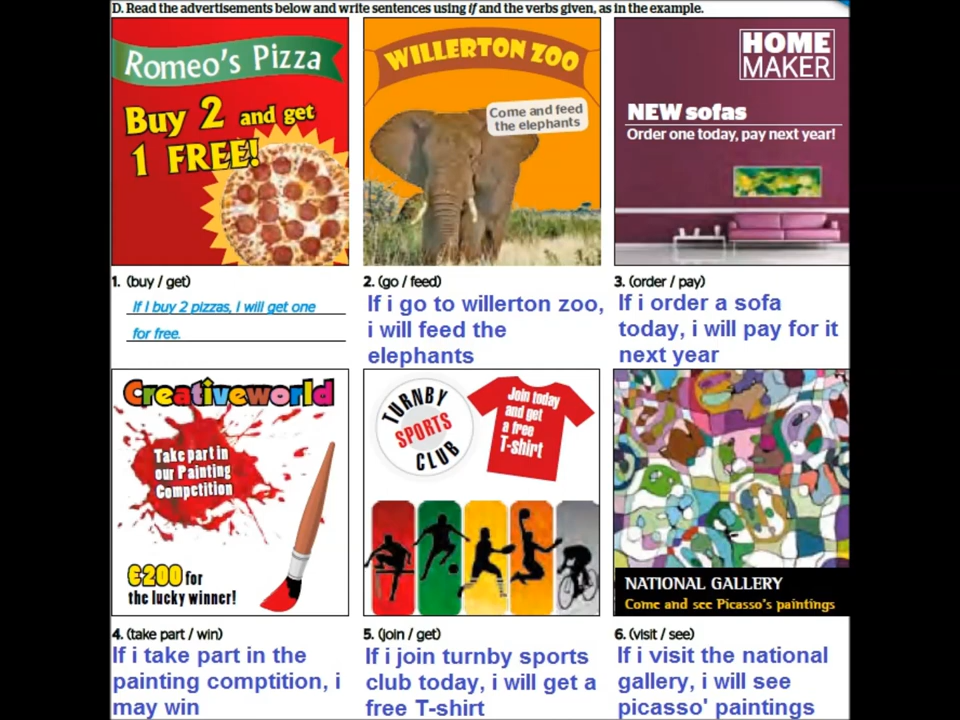 D. Read the advertisements below and write sentences using if and the verbs given, as in the example.
Romeo's Pizza
Buy 2 and get
1 FREE!
1. (buy / get)
If I buy 2 pizzas, I will get one
for free.
WILLERTON ZOO
Come and feed
the elephants
2. (go / feed)
If i go to willerton zoo,
i will feed the
elephants
HOME
MAKER
NEW sofas
Order one today, pay next year!
3. (order / pay)
If i order a sofa
today, i will pay for it
next year
Creativeworld
Take part in
our Painting
Competition
€200 for
the lucky winner!
4. (take part / win)
If i take part in the
painting comptition, i
may win
TURNBY
SPORTS
CLUB
Join today
and get
a free
T-shirt
5. (join / get)
If i join turnby sports
club today, i will get a
free T-shirt
NATIONAL GALLERY
Come and see Picasso's paintings
6. (visit / see)
If i visit the national
gallery, i will see
picasso' paintings